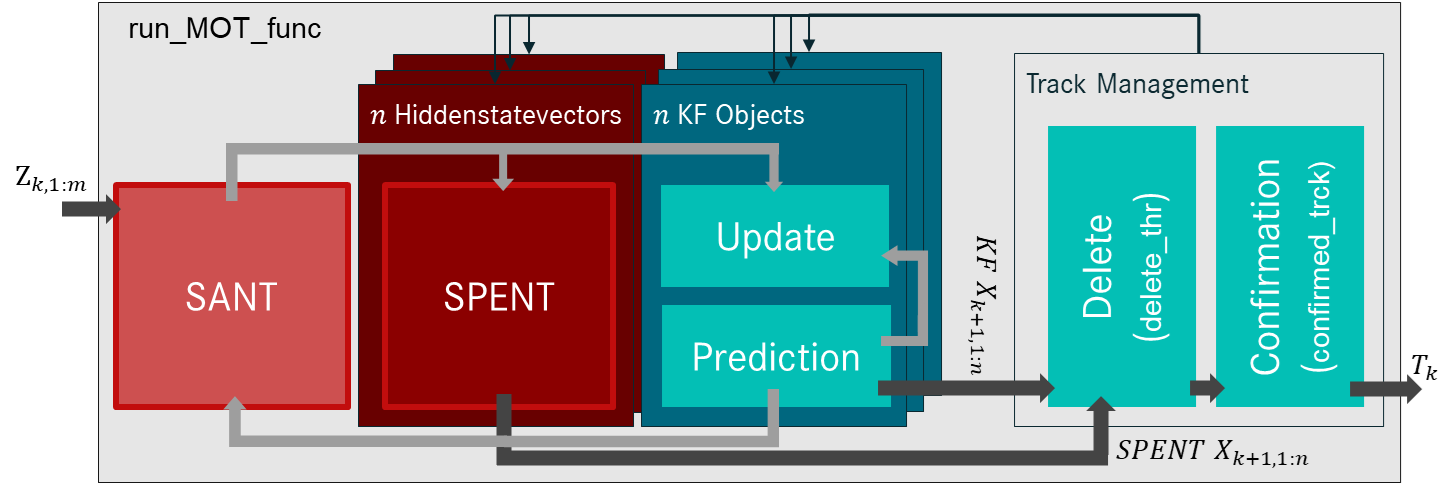 run_MOT_func
Z_{k,1:m}
n Hiddenstatevectors
n KF Objects
Track Management
SANT
SPENT
Update
Prediction
KF X_{k+1,1:n}
Delete
(delete_thr)
Confirmation
(confirmed_trck)
T_k
SPENT X_{k+1,1:n}